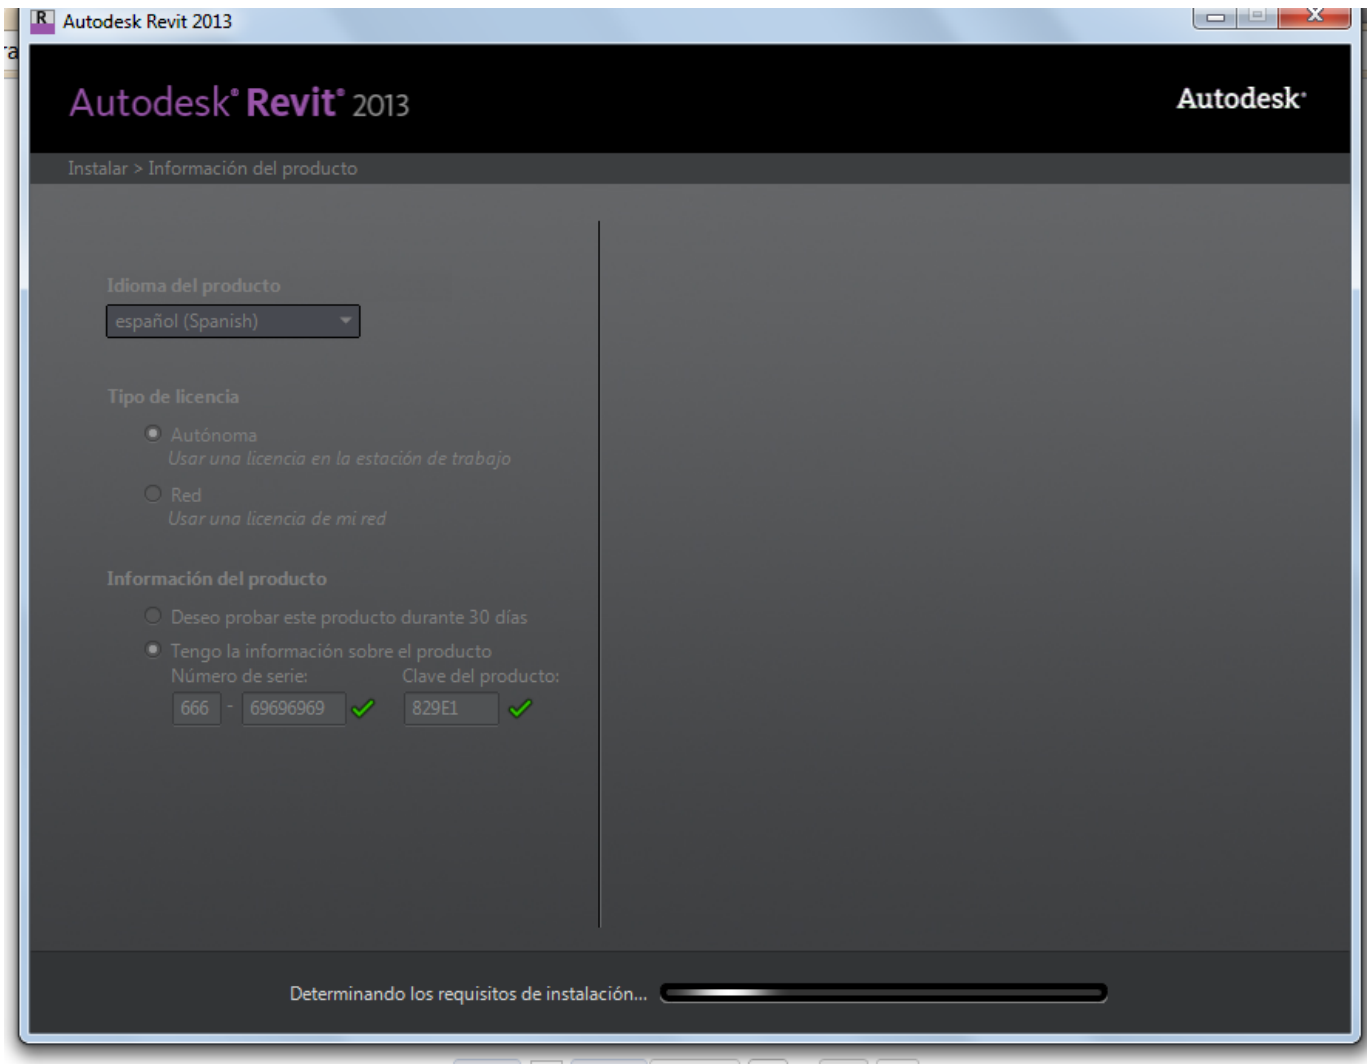 Autodesk Revit 2013
Autodesk® Revit® 2013
Autodesk®
Instalar > Información del producto
Idioma del producto
español (Spanish)
Tipo de licencia
Autónoma
Usar una licencia en la estación de trabajo
Red
Usar una licencia de mi red
Información del producto
Deseo probar este producto durante 30 días
Tengo la información sobre el producto
Número de serie: Clave del producto:
666 - 69696969 829E1
Determinando los requisitos de instalación...